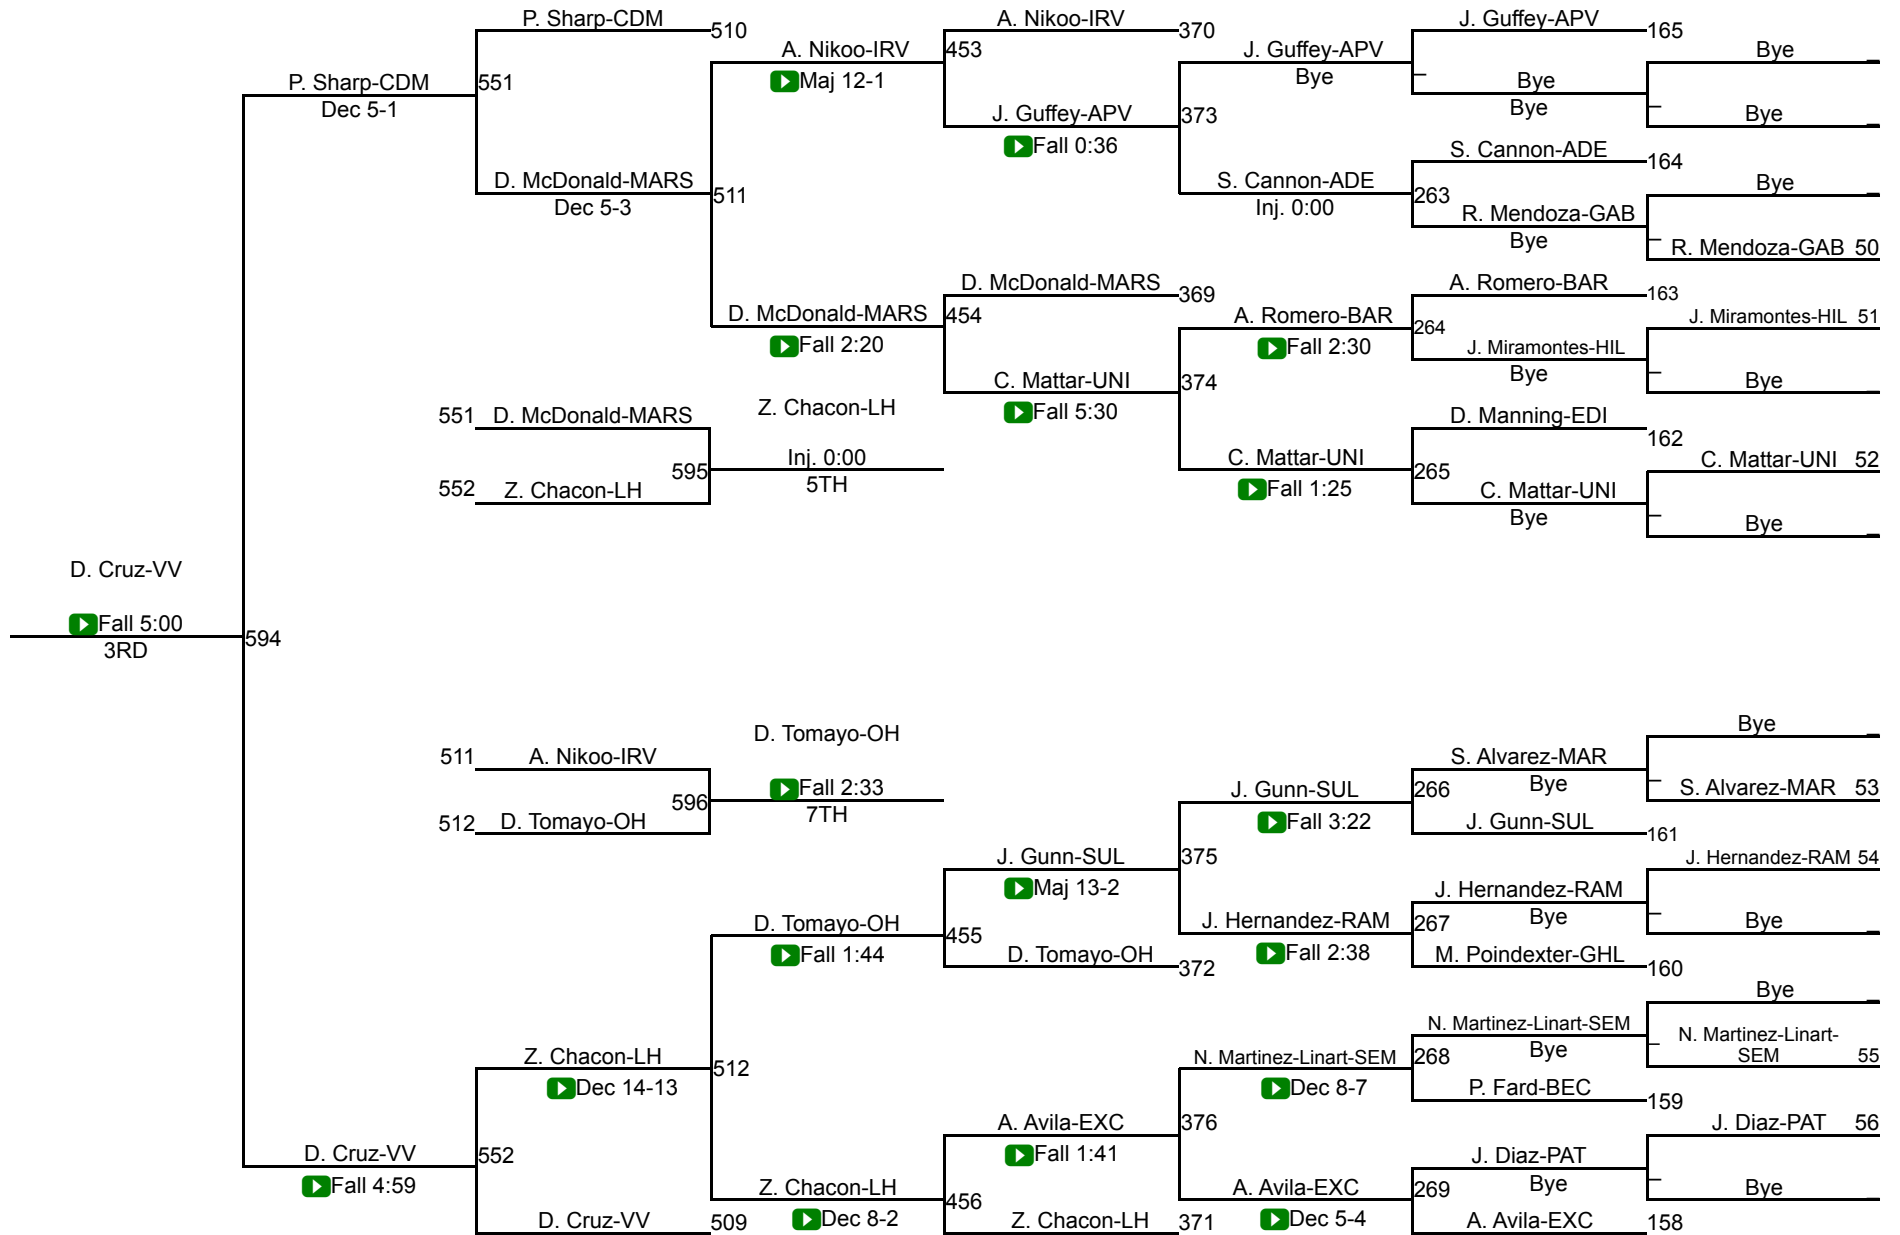 P. Sharp-CDM
510
A. Nikoo-IRV
370
J. Guffey-APV
165
A. Nikoo-IRV
453
J. Guffey-APV
Bye
_
P. Sharp-CDM
551
Maj 12-1
Bye
_
Bye
Dec 5-1
J. Guffey-APV
373
Bye
_
Bye
_
Fall 0:36
S. Cannon-ADE
164
D. McDonald-MARS
511
S. Cannon-ADE
263
Bye
_
Dec 5-3
Inj. 0:00
R. Mendoza-GAB
Bye
_
R. Mendoza-GAB 50
D. McDonald-MARS
369
A. Romero-BAR
163
D. McDonald-MARS
454
A. Romero-BAR
264
J. Miramontes-HIL 51
Fall 2:20
Fall 2:30
J. Miramontes-HIL
C. Mattar-UNI
374
Bye
_
Bye
_
551
D. McDonald-MARS
Z. Chacon-LH
Fall 5:30
D. Manning-EDI
162
595
Inj. 0:00
C. Mattar-UNI
265
C. Mattar-UNI 52
552
Z. Chacon-LH
5TH
Fall 1:25
C. Mattar-UNI
Bye
_
Bye
_
D. Cruz-VV
Fall 5:00
594
3RD
Bye
_
D. Tomayo-OH
511
A. Nikoo-IRV
S. Alvarez-MAR
Fall 2:33
J. Gunn-SUL
266
Bye
_
S. Alvarez-MAR 53
596
7TH
512
D. Tomayo-OH
Fall 3:22
J. Gunn-SUL
161
J. Gunn-SUL
375
J. Hernandez-RAM 54
Maj 13-2
J. Hernandez-RAM
D. Tomayo-OH
455
J. Hernandez-RAM
267
Bye
_
Bye
_
Fall 1:44
D. Tomayo-OH
372
Fall 2:38
M. Poindexter-GHL
160
Bye
_
N. Martinez-Linart-SEM
_
N. Martinez-Linart-
Z. Chacon-LH
512
N. Martinez-Linart-SEM
268
Bye
SEM 55
Dec 14-13
Dec 8-7
P. Fard-BEC
159
A. Avila-EXC
376
J. Diaz-PAT 56
D. Cruz-VV
552
Fall 1:41
J. Diaz-PAT
Fall 4:59
Z. Chacon-LH
456
A. Avila-EXC
269
Bye
_
Bye
_
D. Cruz-VV
509
Dec 8-2
Z. Chacon-LH
371
Dec 5-4
A. Avila-EXC
158